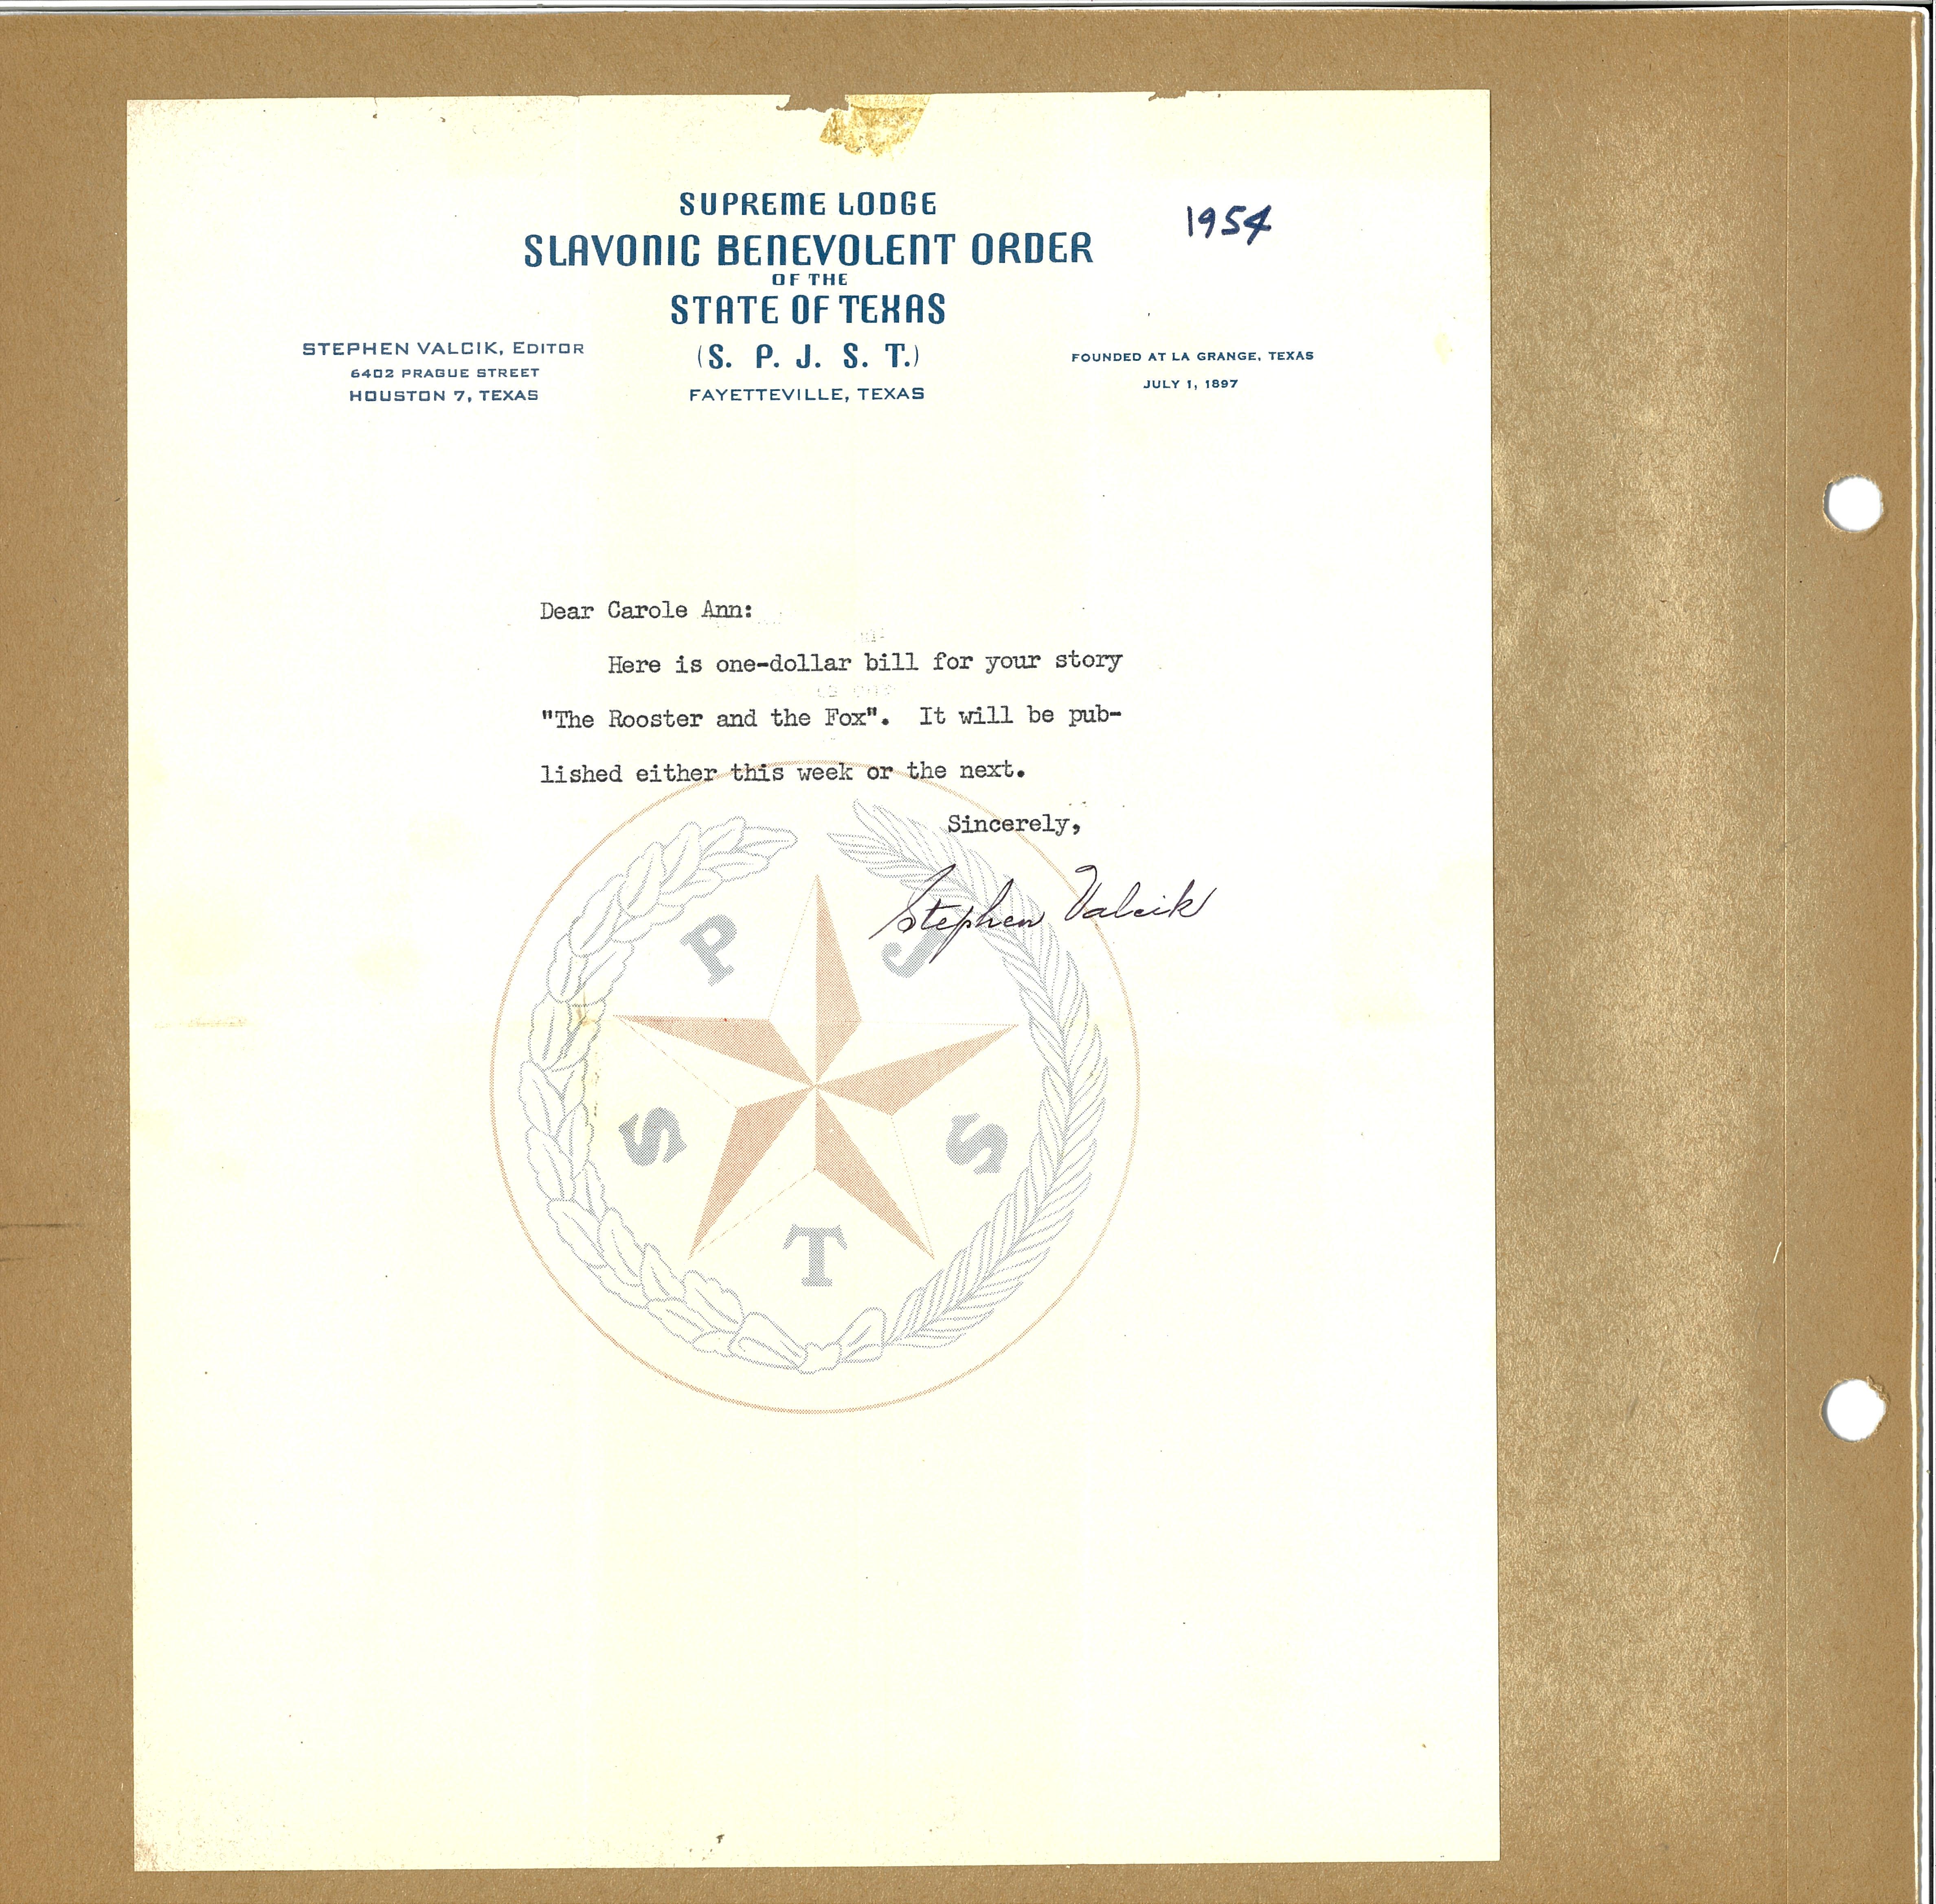 SUPREME LODGE
1954
SLAVONIC BENEVOLENT ORDER
OF THE
STATE OF TEXAS
(S. P. J. S. T.)
FAYETTEVILLE, TEXAS
STEPHEN VALCIK, EDITOR
6402 PRAGUE STREET
HOUSTON 7, TEXAS
FOUNDED AT LA GRANGE, TEXAS
JULY 1, 1897
Dear Carole Ann:
Here is one-dollar bill for your story
"The Rooster and the Fox". It will be pub-
lished either this week or the next.
Sincerely,
Stephen Valcik
S P J S T